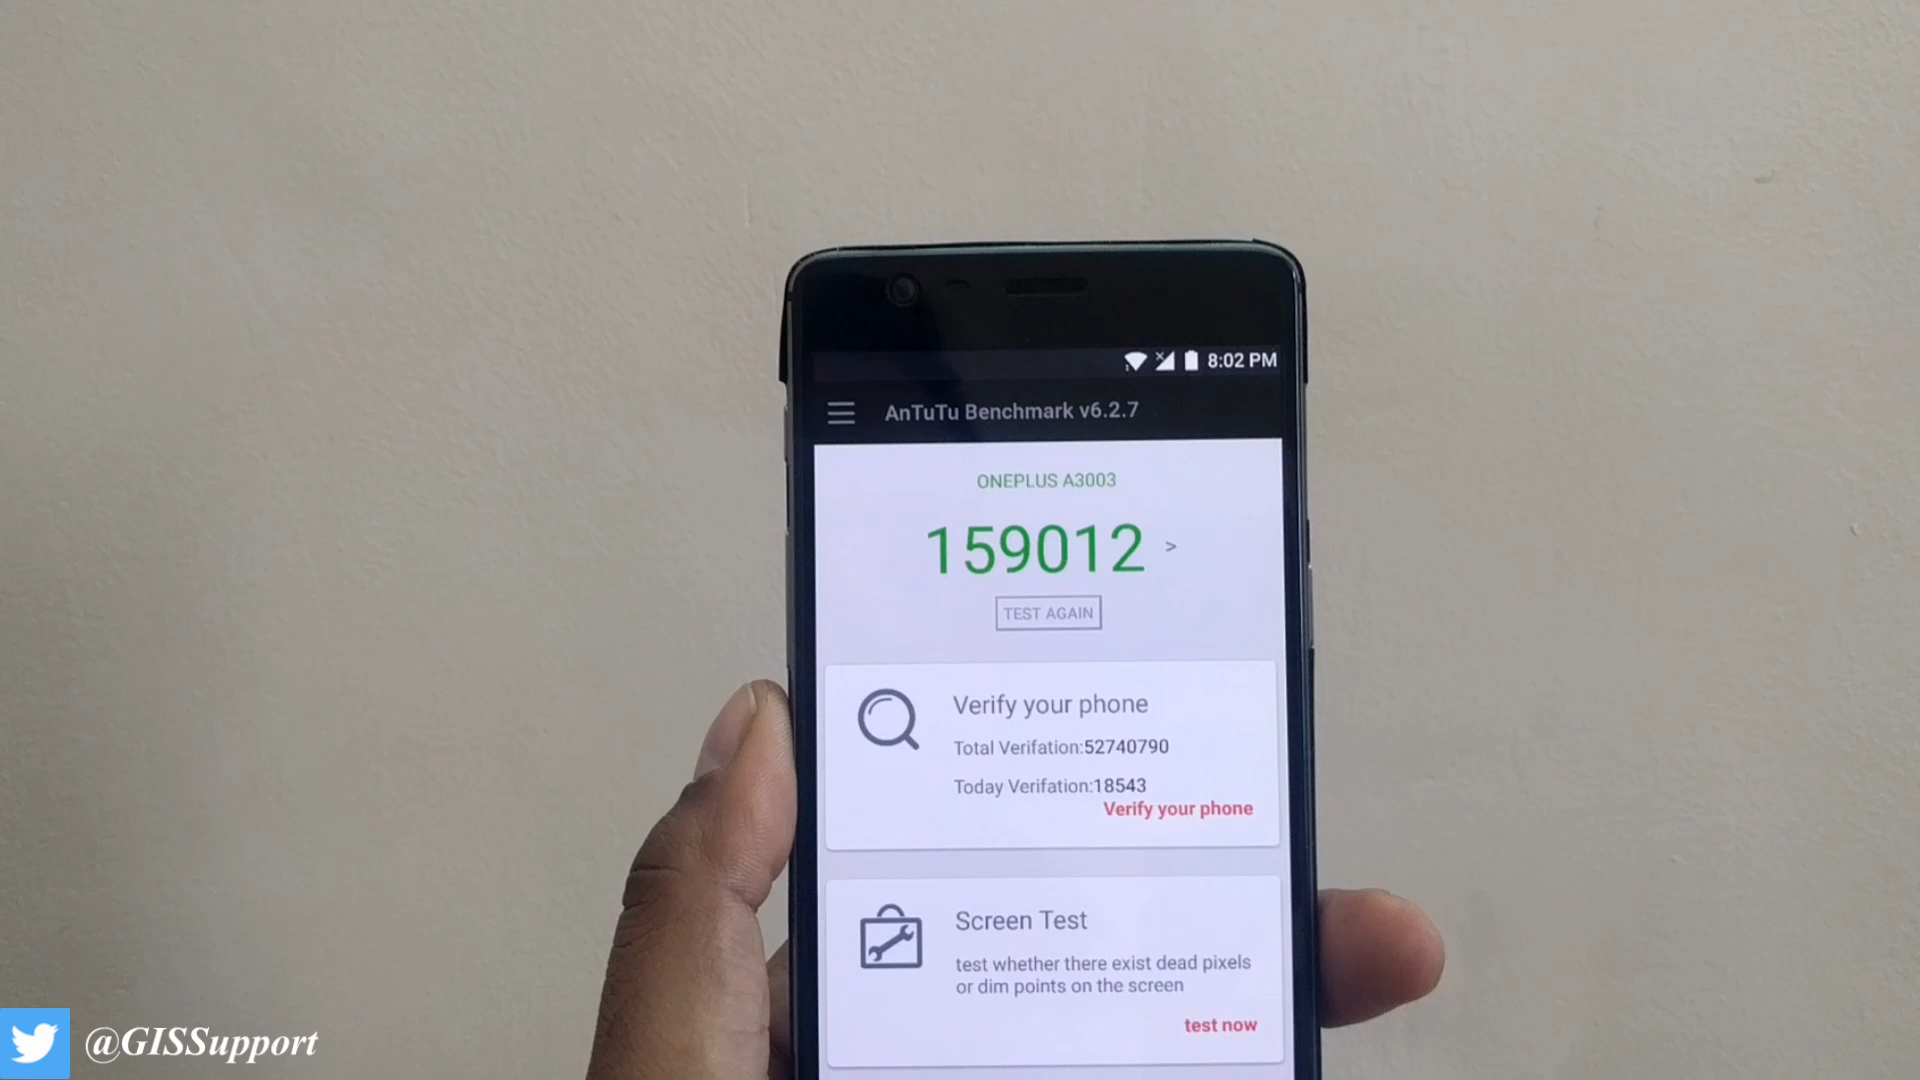 8:02 PM
AnTuTu Benchmark v6.2.7
ONEPLUS A3003
159012 >
TEST AGAIN
Verify your phone
Total Verifation:52740790
Today Verifation:18543
Verify your phone
Screen Test
test whether there exist dead pixels
or dim points on the screen
test now
@GISSupport